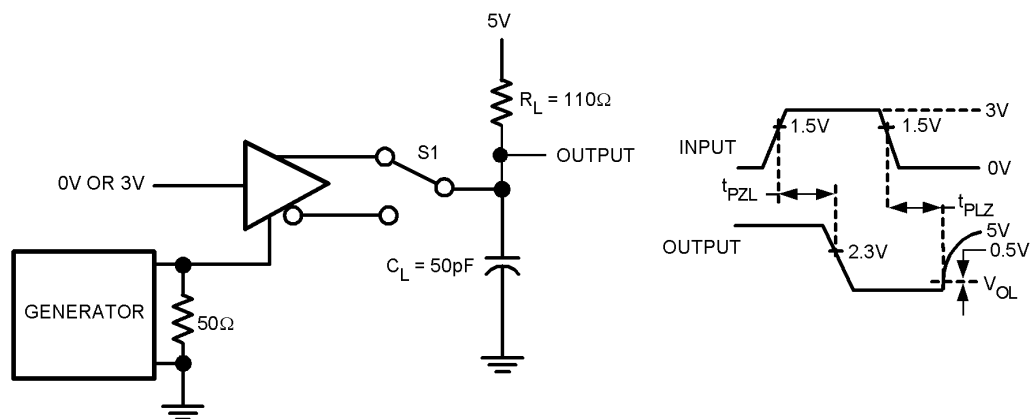 5V
R_L = 110Ω
S1
OUTPUT
0V OR 3V
C_L = 50pF
GENERATOR
50Ω
3V
1.5V
1.5V
INPUT
0V
t_PZL
t_PLZ
OUTPUT
5V
0.5V
2.3V
V_OL